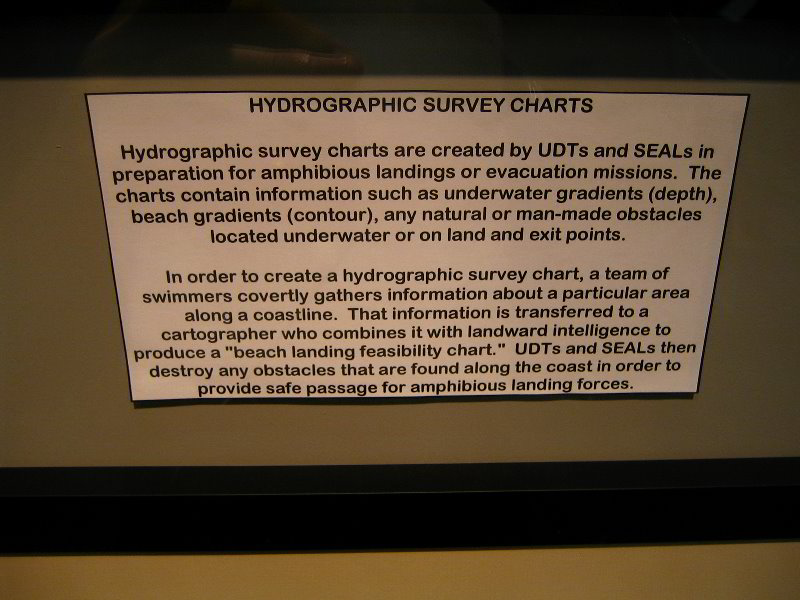 HYDROGRAPHIC SURVEY CHARTS
Hydrographic survey charts are created by UDTs and SEALs in
preparation for amphibious landings or evacuation missions. The
charts contain information such as underwater gradients (depth),
beach gradients (contour), any natural or man-made obstacles
located underwater or on land and exit points.
In order to create a hydrographic survey chart, a team of
swimmers covertly gathers information about a particular area
along a coastline. That information is transferred to a
cartographer who combines it with landward intelligence to
produce a "beach landing feasibility chart." UDTs and SEALs then
destroy any obstacles that are found along the coast in order to
provide safe passage for amphibious landing forces.